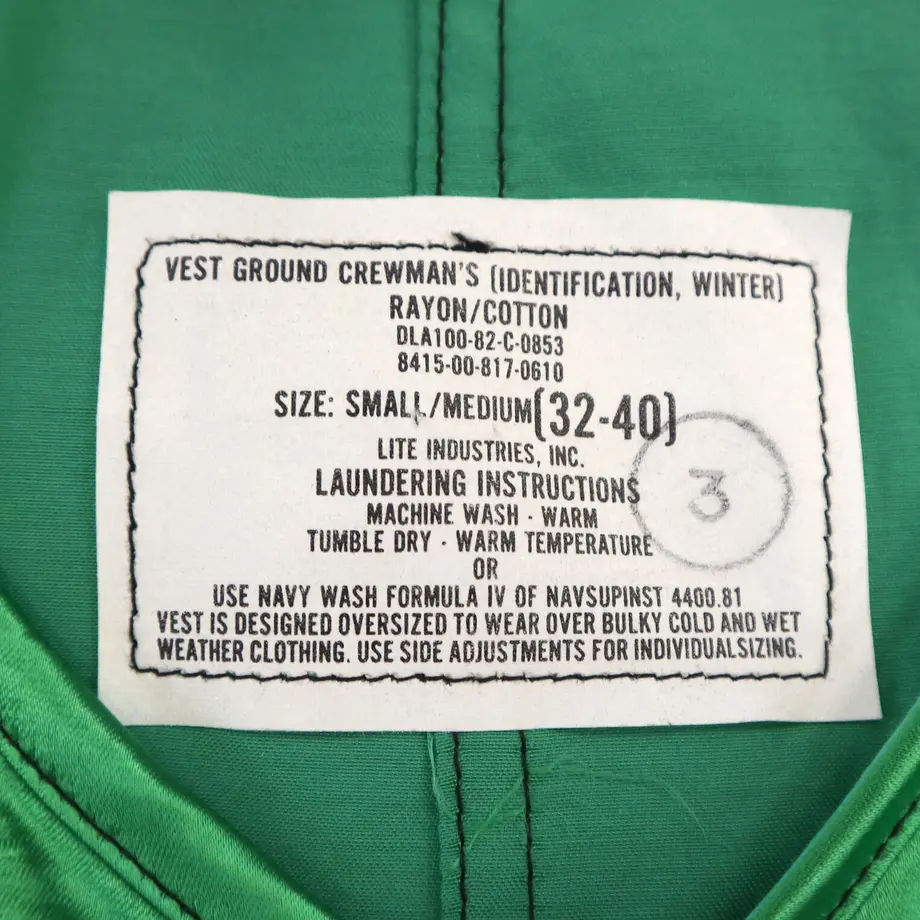 VEST GROUND CREWMAN'S (IDENTIFICATION, WINTER)
RAYON/COTTON
DLA100-82-C-0853
8415-00-817-0610
SIZE: SMALL/MEDIUM(32-40)
LITE INDUSTRIES, INC.
LAUNDERING INSTRUCTIONS
3
MACHINE WASH - WARM
TUMBLE DRY - WARM TEMPERATURE
OR
USE NAVY WASH FORMULA IV OF NAVSUPINST 4400.81
VEST IS DESIGNED OVERSIZED TO WEAR OVER BULKY COLD AND WET
WEATHER CLOTHING. USE SIDE ADJUSTMENTS FOR INDIVIDUALSIZING.